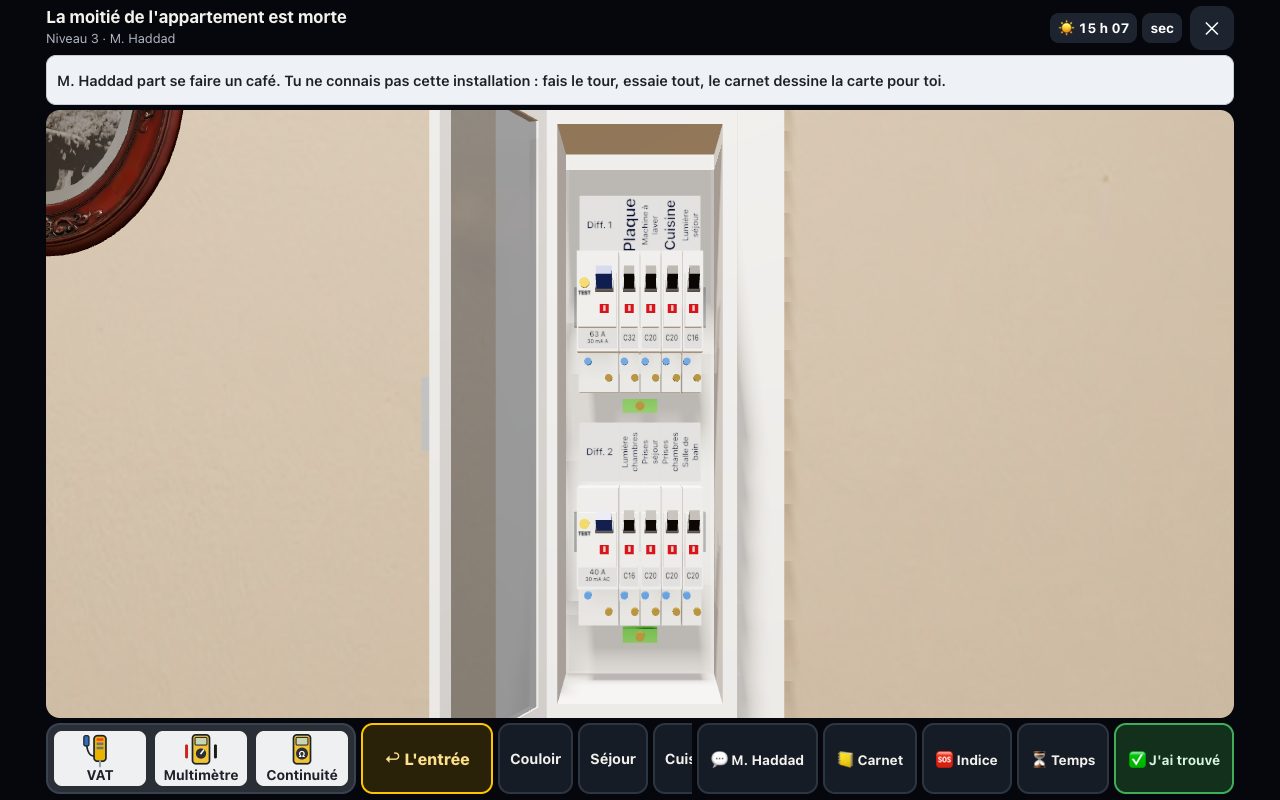 La moitié de l'appartement est morte
Niveau 3 · M. Haddad
15 h 07
sec
M. Haddad part se faire un café. Tu ne connais pas cette installation : fais le tour, essaie tout, le carnet dessine la carte pour toi.
Diff. 1
Plaque
Machine à
laver
Cuisine
Lumière
séjour
TEST
63 A
30 mA A
C32
C20
C20
C16
Diff. 2
Lumière
chambres
Prises
séjour
Prises
chambres
Salle de
bain
TEST
40 A
30 mA AC
C16
C20
C20
C20
VAT
Multimètre
Continuité
L'entrée
Couloir
Séjour
Cuis
M. Haddad
Carnet
SOS Indice
Temps
J'ai trouvé